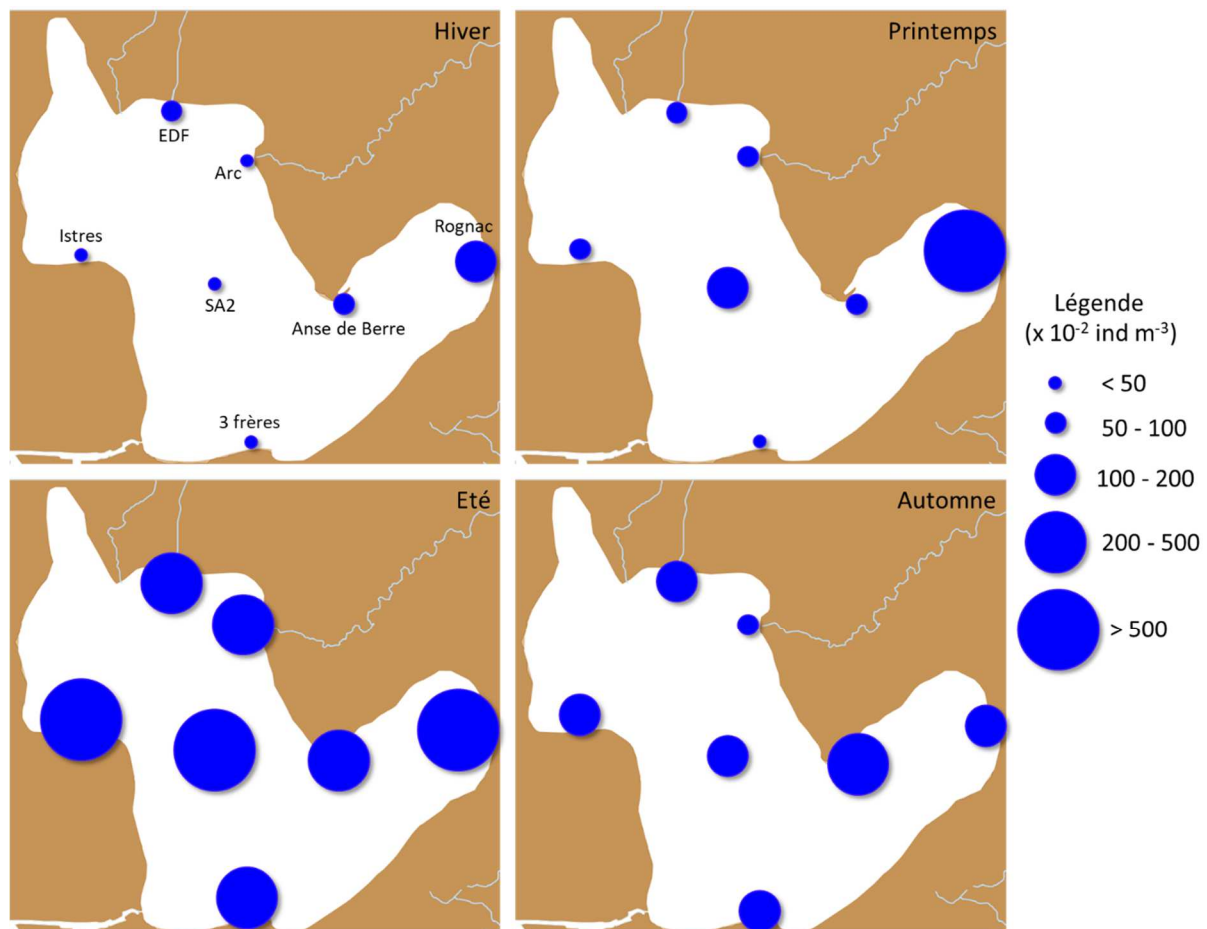 Hiver
EDF
Arc
Istres
Rognac
SA2
Anse de Berre
3 frères
Printemps
Eté
Automne
Légende
(x 10⁻² ind m⁻³)
< 50
50 - 100
100 - 200
200 - 500
> 500